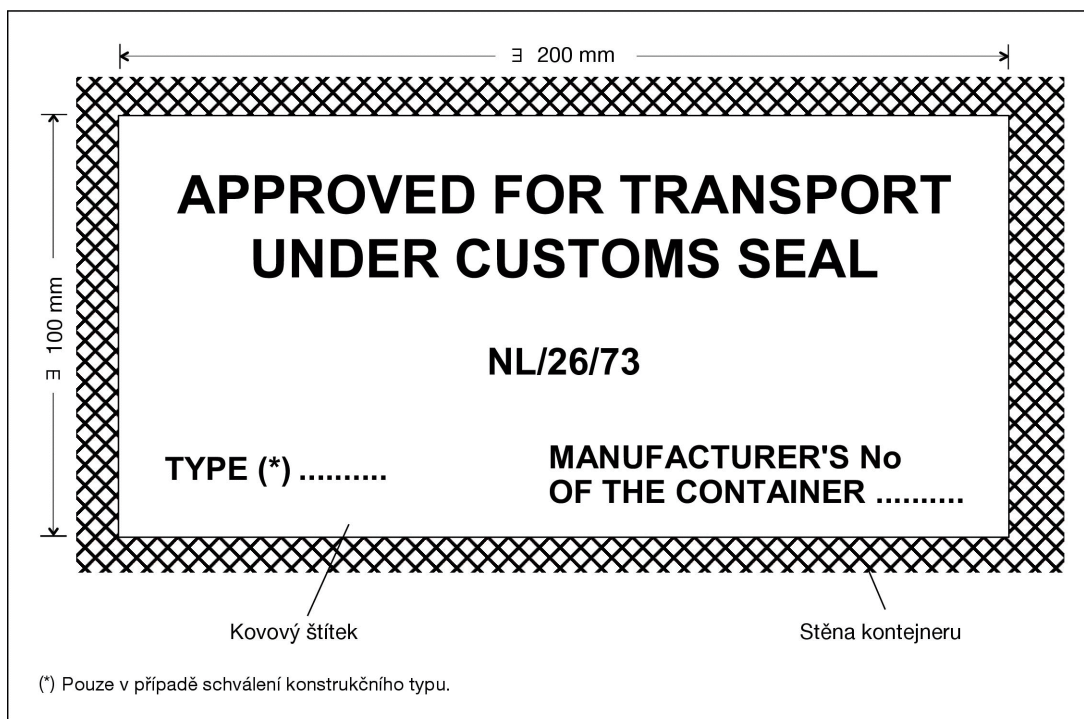 ∃ 200 mm
∃ 100 mm
APPROVED FOR TRANSPORT
UNDER CUSTOMS SEAL
NL/26/73
TYPE (*) ..........
MANUFACTURER'S No
OF THE CONTAINER ..........
Kovový štítek
Stěna kontejneru
(*) Pouze v případě schválení konstrukčního typu.